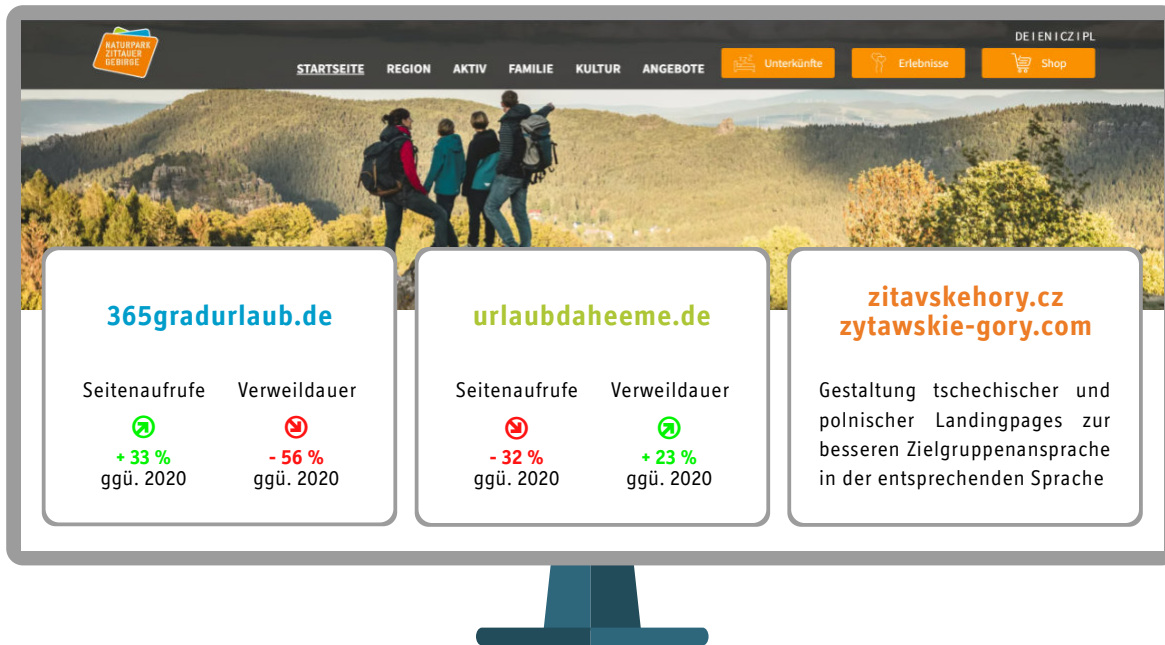 NATURPARK
ZITTAUER
GEBIRGE
DE I EN I CZ I PL
STARTSEITE REGION AKTIV FAMILIE KULTUR ANGEBOTE Unterkünfte Erlebnisse Shop
365gradurlaub.de
Seitenaufrufe Verweildauer
+ 33 % - 56 %
ggü. 2020 ggü. 2020
urlaubdaheeme.de
Seitenaufrufe Verweildauer
- 32 % + 23 %
ggü. 2020 ggü. 2020
zitavskehory.cz
zytawskie-gory.com
Gestaltung tschechischer und
polnischer Landingpages zur
besseren Zielgruppenansprache
in der entsprechenden Sprache